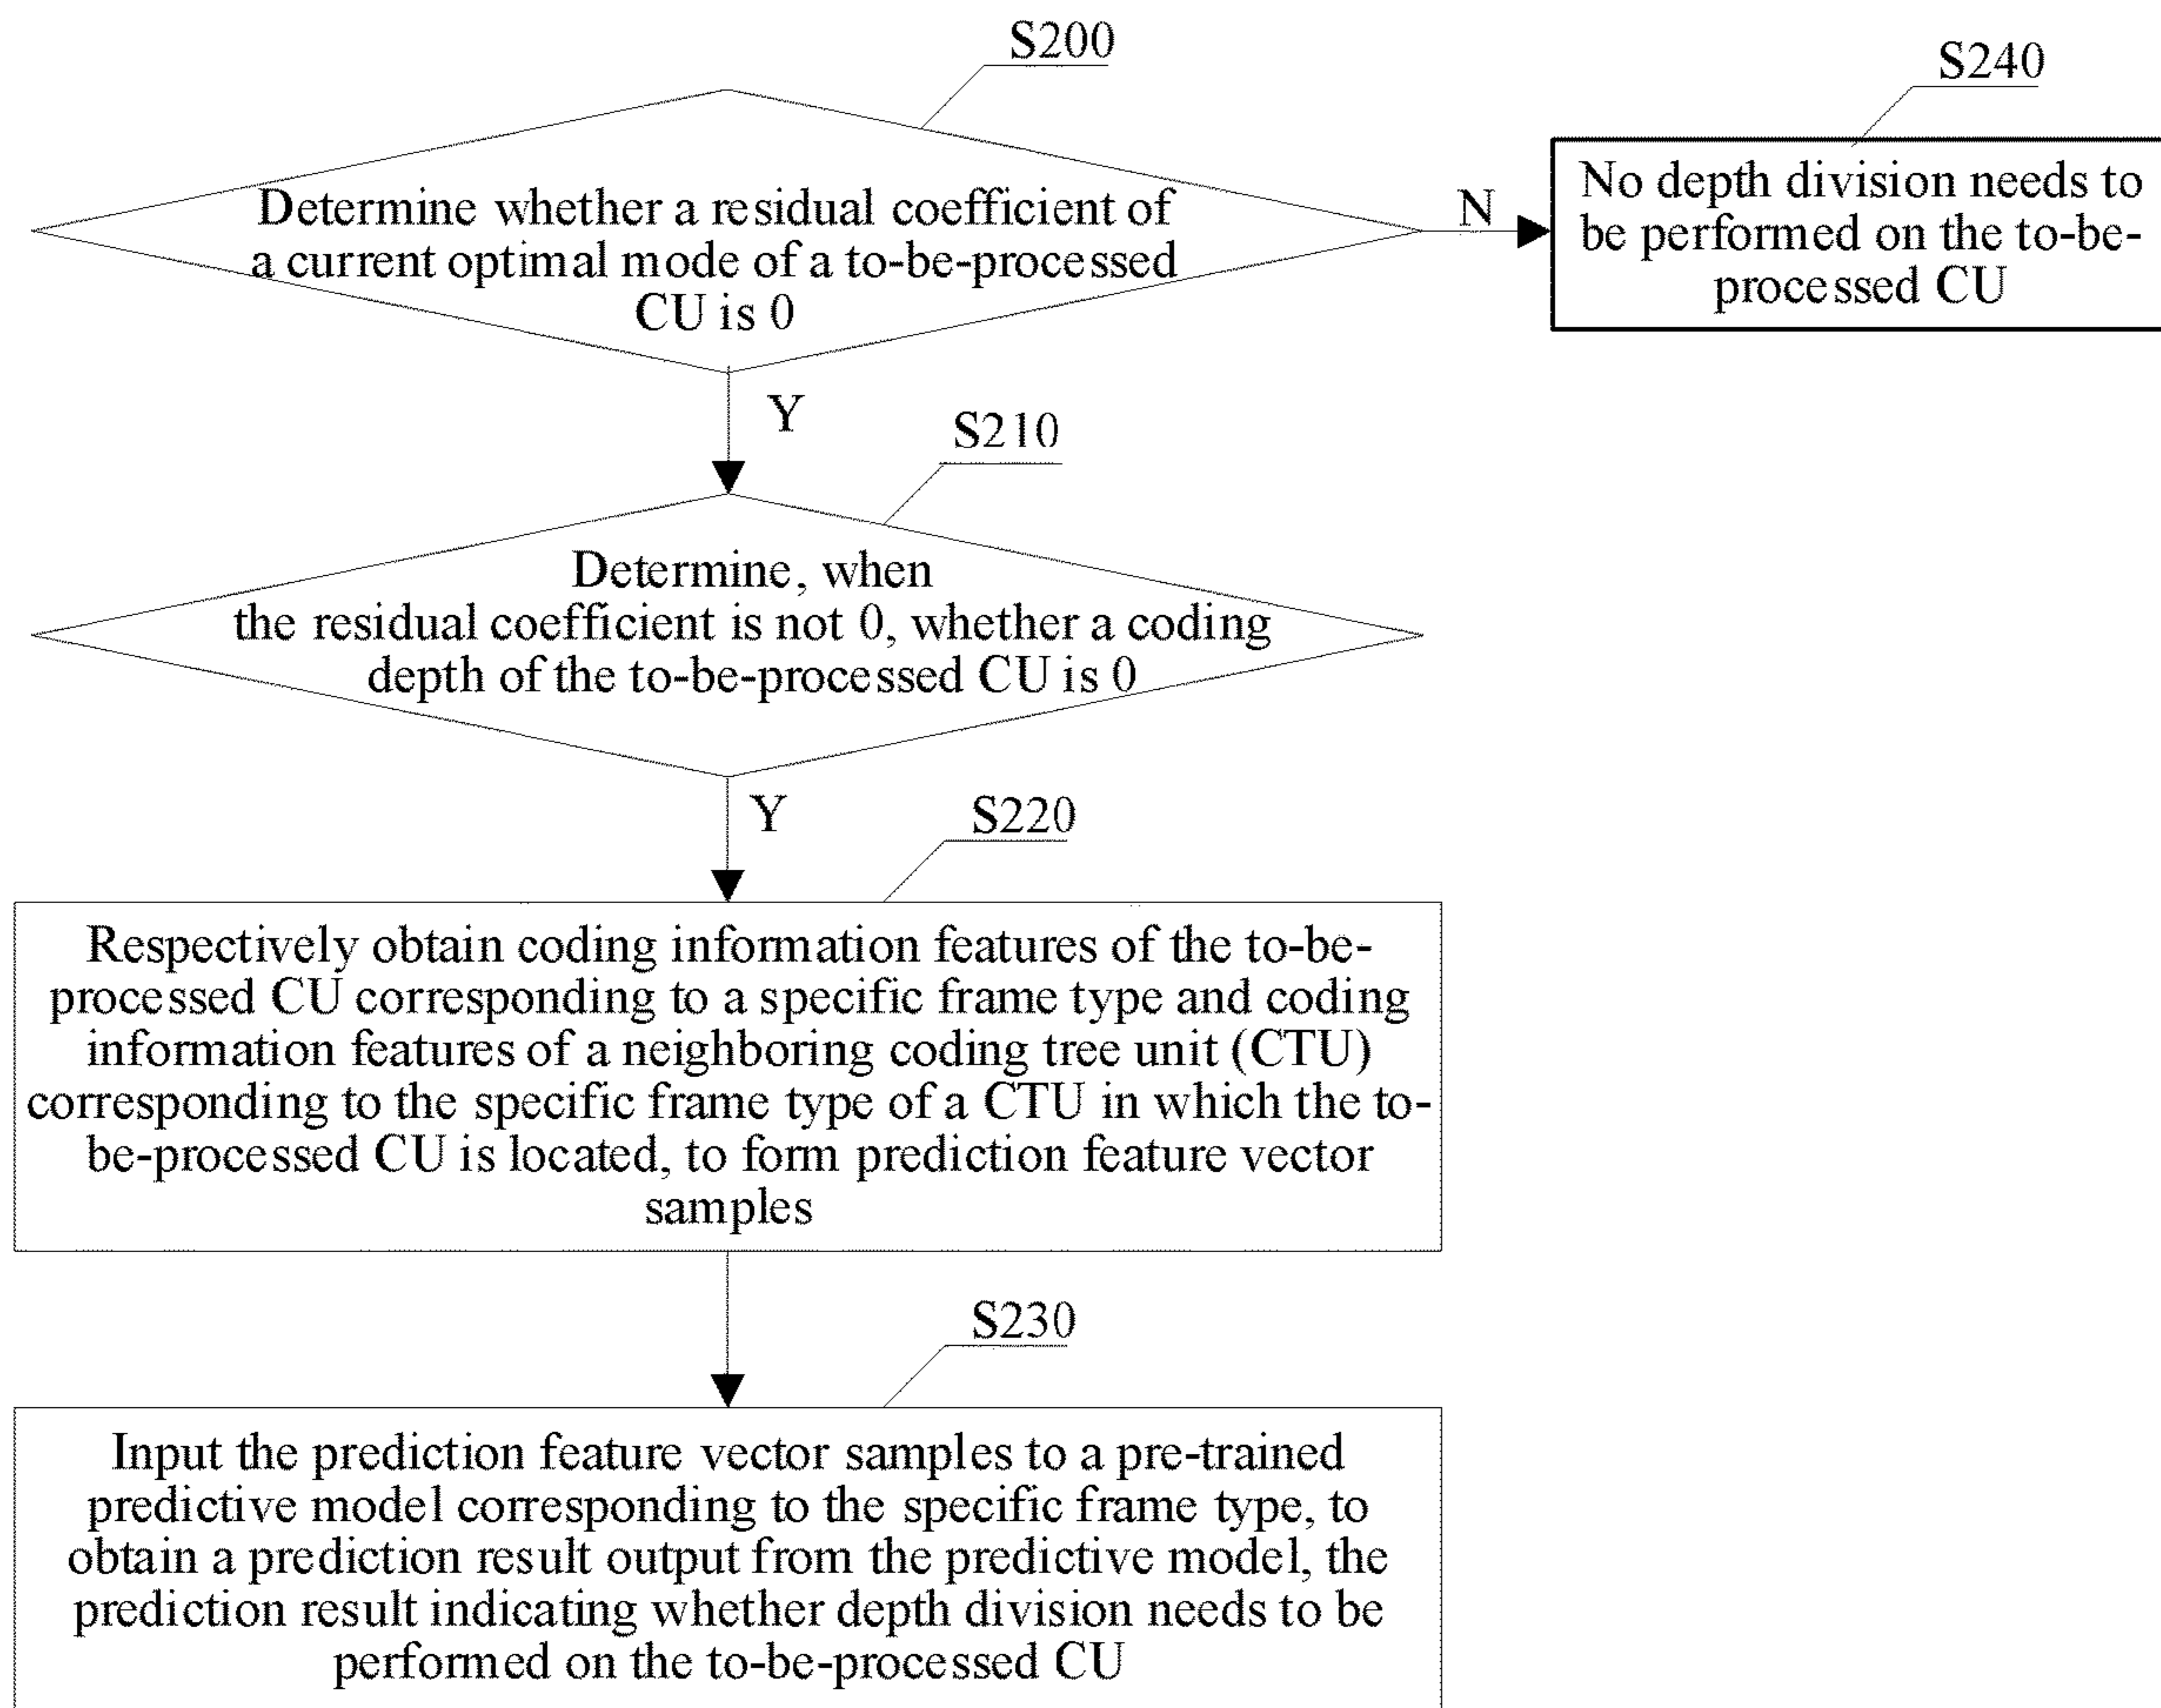 S200
Determine whether a residual coefficient of
a current optimal mode of a to-be-processed
CU is 0
N
S240
No depth division needs to
be performed on the to-be-
processed CU
Y
S210
Determine, when
the residual coefficient is not 0, whether a coding
depth of the to-be-processed CU is 0
Y
S220
Respectively obtain coding information features of the to-be-
processed CU corresponding to a specific frame type and coding
information features of a neighboring coding tree unit (CTU)
corresponding to the specific frame type of a CTU in which the to-
be-processed CU is located, to form prediction feature vector
samples
S230
Input the prediction feature vector samples to a pre-trained
predictive model corresponding to the specific frame type, to
obtain a prediction result output from the predictive model, the
prediction result indicating whether depth division needs to be
performed on the to-be-processed CU